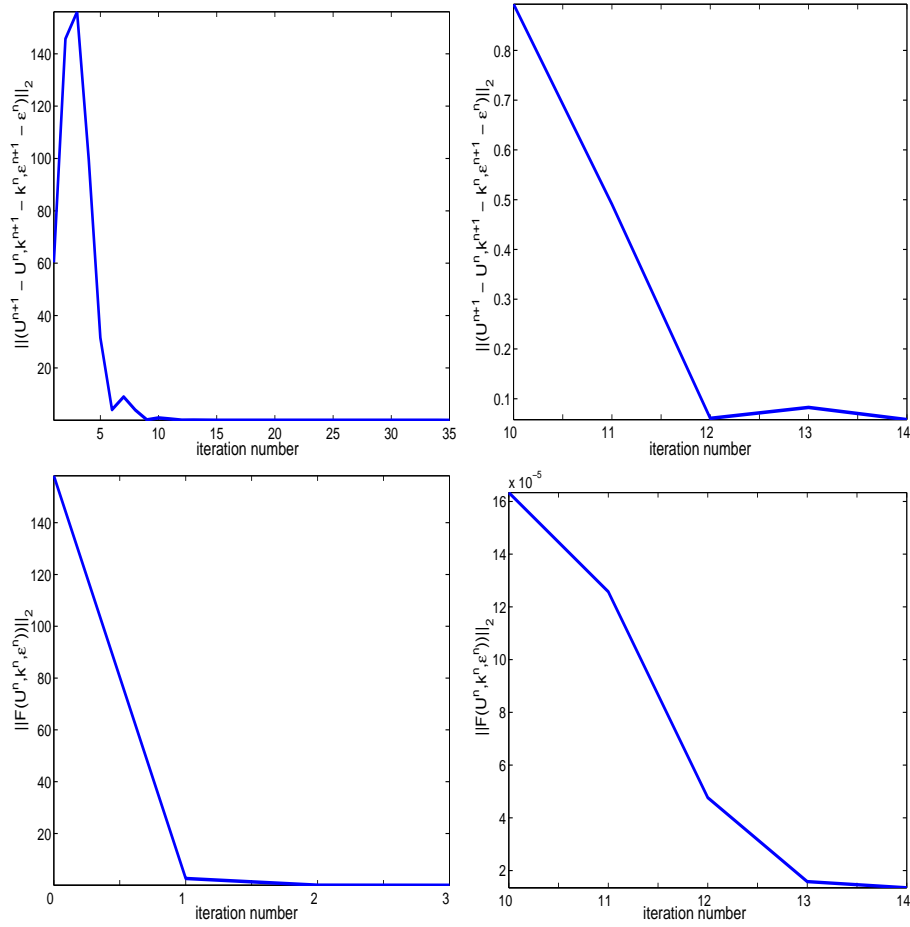 140
120
100
80
60
40
20
||(U^{n+1} − U^n,k^{n+1} − k^n,ε^{n+1} − ε^n)||_2
5 10 15 20 25 30 35
iteration number
0.8
0.7
0.6
0.5
0.4
0.3
0.2
0.1
||(U^{n+1} − U^n,k^{n+1} − k^n,ε^{n+1} − ε^n)||_2
10 11 12 13 14
iteration number
140
120
100
80
60
40
20
||F(U^n,k^n,ε^n))||_2
0 1 2 3
iteration number
x 10^{−5}
16
14
12
10
8
6
4
2
||F(U^n,k^n,ε^n))||_2
10 11 12 13 14
iteration number